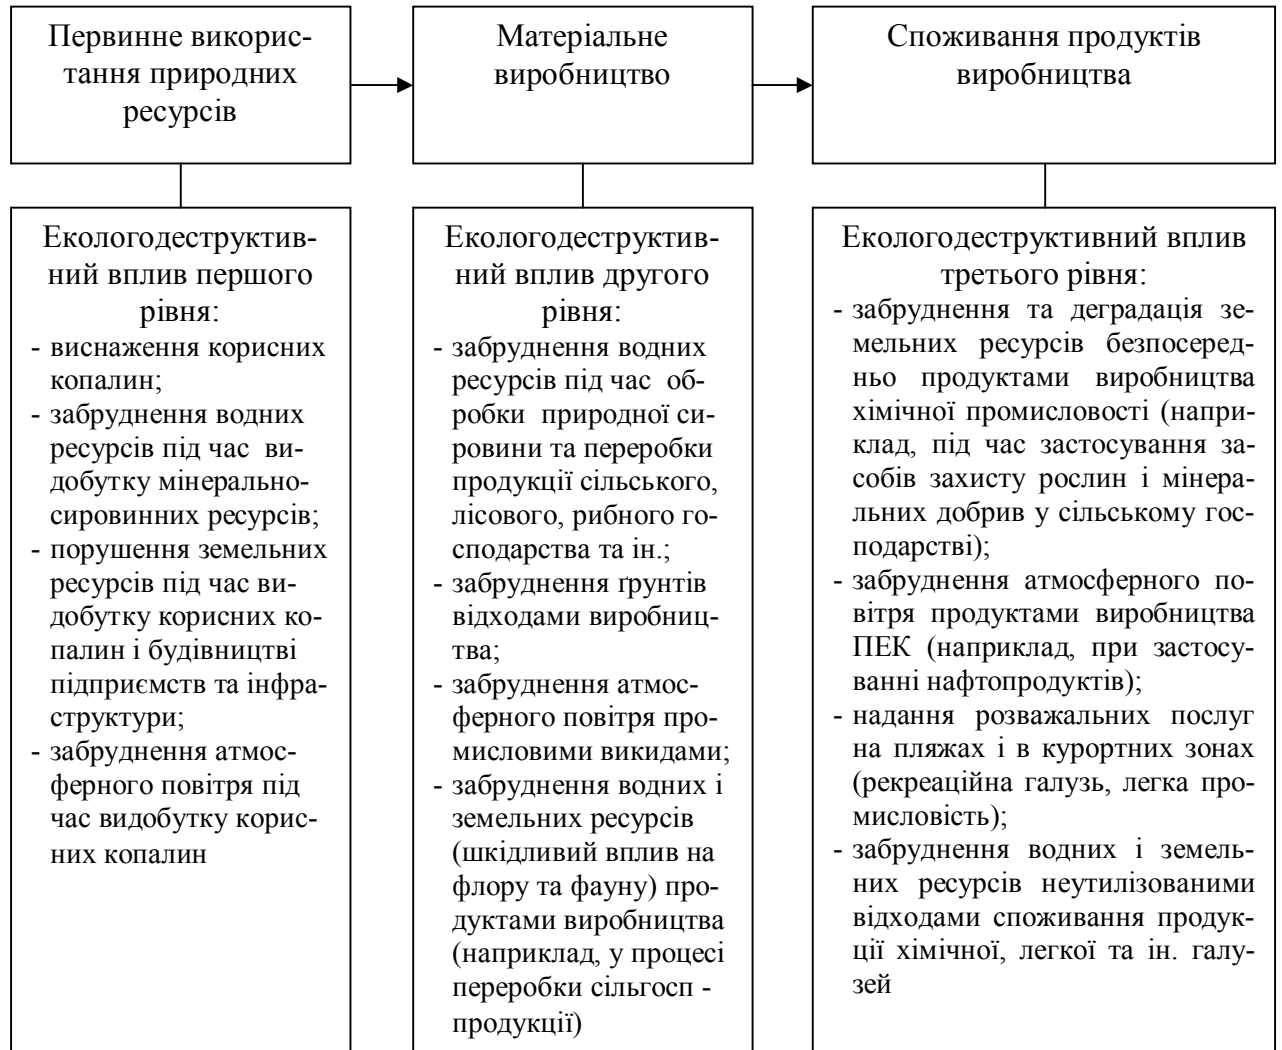 Первинне викорис-
тання природних
ресурсів
Матеріальне
виробництво
Споживання продуктів
виробництва
Екологодеструктив-
ний вплив першого
рівня:
- виснаження корисних
копалин;
- забруднення водних
ресурсів під час ви-
добутку мінерально-
сировинних ресурсів;
- порушення земельних
ресурсів під час ви-
добутку корисних ко-
палин і будівництві
підприємств та інфра-
структури;
- забруднення атмос-
ферного повітря під
час видобутку корис-
них копалин
Екологодеструктив-
ний вплив другого
рівня:
- забруднення водних
ресурсів під час об-
робки природної си-
ровини та переробки
продукції сільського,
лісового, рибного го-
сподарства та ін.;
- забруднення ґрунтів
відходами виробниц-
тва;
- забруднення атмос-
ферного повітря про-
мисловими викидами;
- забруднення водних і
земельних ресурсів
(шкідливий вплив на
флору та фауну) про-
дуктами виробництва
(наприклад, у процесі
переробки сільгосп -
продукції)
Екологодеструктивний вплив
третього рівня:
- забруднення та деградація зе-
мельних ресурсів безпосеред-
ньо продуктами виробництва
хімічної промисловості (напри-
клад, під час застосування за-
собів захисту рослин і мінера-
льних добрив у сільському гос-
подарстві);
- забруднення атмосферного по-
вітря продуктами виробництва
ПЕК (наприклад, при застосу-
ванні нафтопродуктів);
- надання розважальних послуг
на пляжах і в курортних зонах
(рекреаційна галузь, легка про-
мисловість);
- забруднення водних і земель-
них ресурсів неутилізованими
відходами споживання продук-
ції хімічної, легкої та ін. галу-
зей